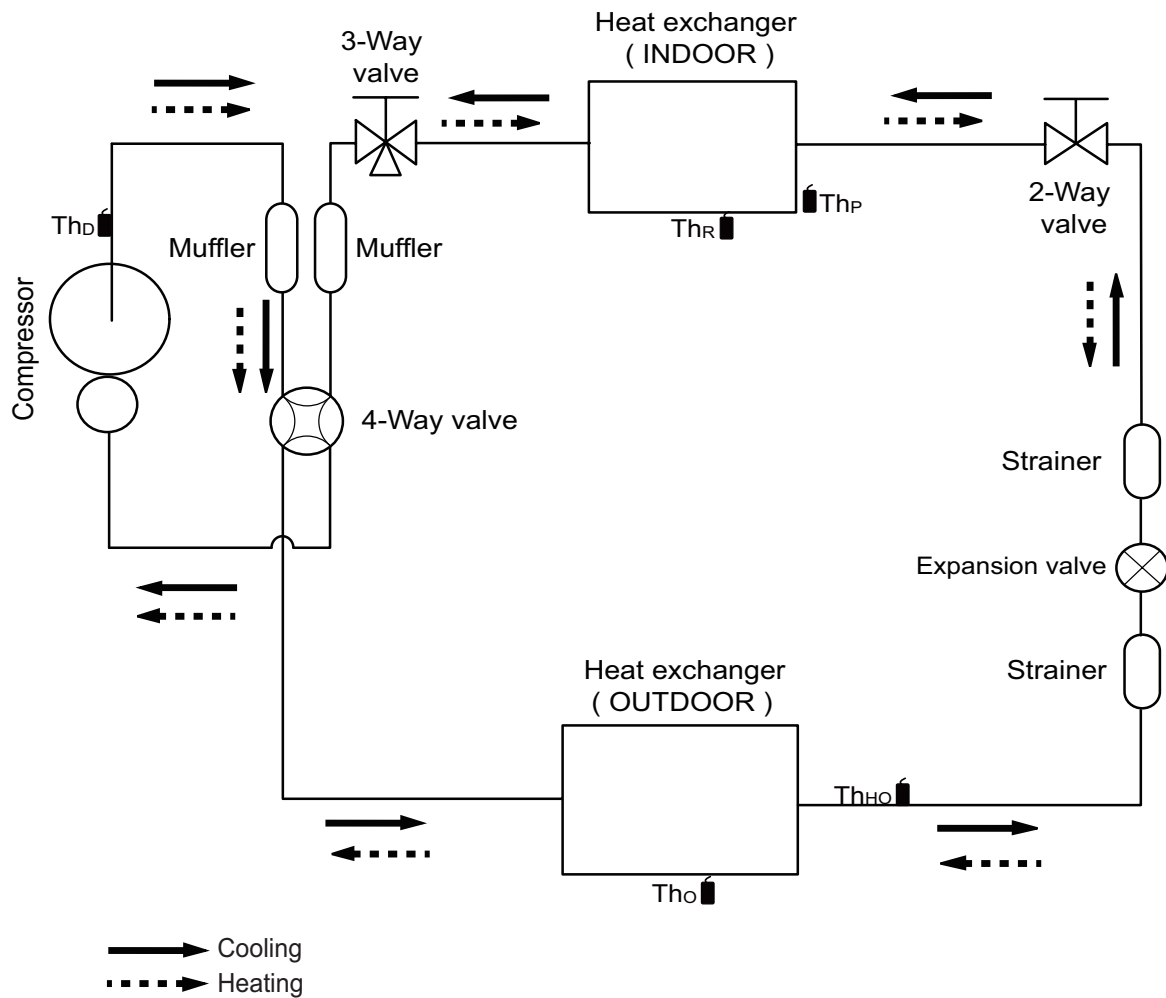 Heat exchanger
( INDOOR )
3-Way
valve
2-Way
valve
ThD
ThP
ThR
Muffler
Muffler
Compressor
4-Way valve
Strainer
Expansion valve
Strainer
Heat exchanger
( OUTDOOR )
ThHO
ThO
Cooling
Heating